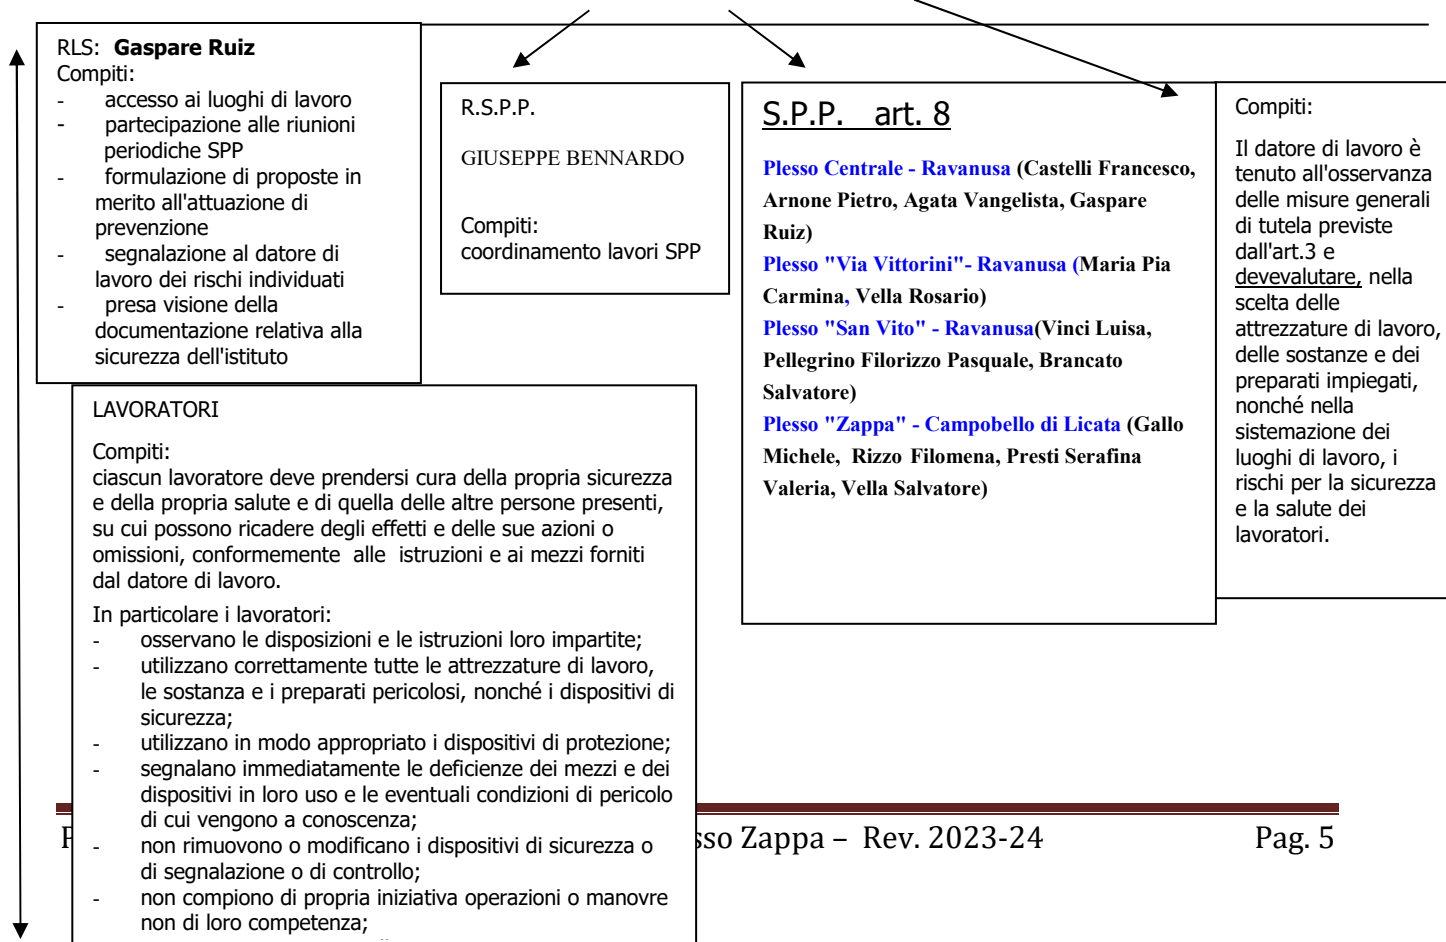 RLS: Gaspare Ruiz
Compiti:
- accesso ai luoghi di lavoro
- partecipazione alle riunioni
periodiche SPP
- formulazione di proposte in
merito all'attuazione di
prevenzione
- segnalazione al datore di
lavoro dei rischi individuati
- presa visione della
documentazione relativa alla
sicurezza dell'istituto
R.S.P.P.
GIUSEPPE BENNARDO
Compiti:
coordinamento lavori SPP
S.P.P. art. 8
Plesso Centrale - Ravanusa (Castelli Francesco,
Arnone Pietro, Agata Vangelista, Gaspare
Ruiz)
Plesso "Via Vittorini"- Ravanusa (Maria Pia
Carmina, Vella Rosario)
Plesso "San Vito" - Ravanusa(Vinci Luisa,
Pellegrino Filorizzo Pasquale, Brancato
Salvatore)
Plesso "Zappa" - Campobello di Licata (Gallo
Michele, Rizzo Filomena, Presti Serafina
Valeria, Vella Salvatore)
Compiti:
Il datore di lavoro è
tenuto all'osservanza
delle misure generali
di tutela previste
dall'art.3 e
devevalutare, nella
scelta delle
attrezzature di lavoro,
delle sostanze e dei
preparati impiegati,
nonché nella
sistemazione dei
luoghi di lavoro, i
rischi per la sicurezza
e la salute dei
lavoratori.
LAVORATORI
Compiti:
ciascun lavoratore deve prendersi cura della propria sicurezza
e della propria salute e di quella delle altre persone presenti,
su cui possono ricadere degli effetti e delle sue azioni o
omissioni, conformemente alle istruzioni e ai mezzi forniti
dal datore di lavoro.
In particolare i lavoratori:
- osservano le disposizioni e le istruzioni loro impartite;
- utilizzano correttamente tutte le attrezzature di lavoro,
le sostanza e i preparati pericolosi, nonché i dispositivi di
sicurezza;
- utilizzano in modo appropriato i dispositivi di protezione;
- segnalano immediatamente le deficienze dei mezzi e dei
dispositivi in loro uso e le eventuali condizioni di pericolo
di cui vengono a conoscenza;
- non rimuovono o modificano i dispositivi di sicurezza o
di segnalazione o di controllo;
- non compiono di propria iniziativa operazioni o manovre
non di loro competenza;
sso Zappa – Rev. 2023-24 Pag. 5